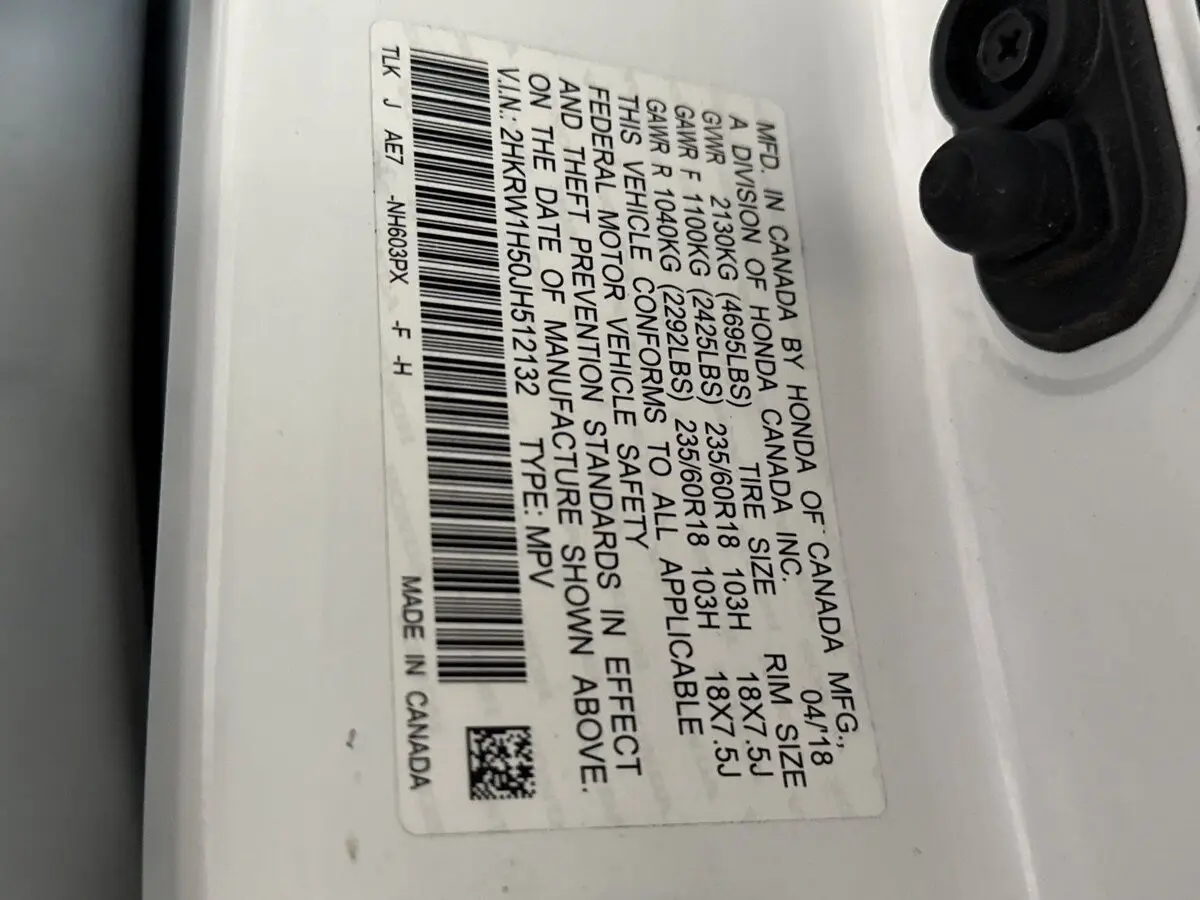 MFD. IN CANADA BY HONDA OF CANADA MFG.,
A DIVISION OF HONDA CANADA INC. 04/'18
GVWR 2130KG (4695LBS) TIRE SIZE RIM SIZE
GAWR F 1100KG (2425LBS) 235/60R18 103H 18X7.5J
GAWR R 1040KG (2292LBS) 235/60R18 103H 18X7.5J
THIS VEHICLE CONFORMS TO ALL APPLICABLE
FEDERAL MOTOR VEHICLE SAFETY
AND THEFT PREVENTION STANDARDS IN EFFECT
ON THE DATE OF MANUFACTURE SHOWN ABOVE.
V.I.N.: 2HKRW1H50JH512132 TYPE: MPV
TLK J AE7 -NH603PX -F -H MADE IN CANADA